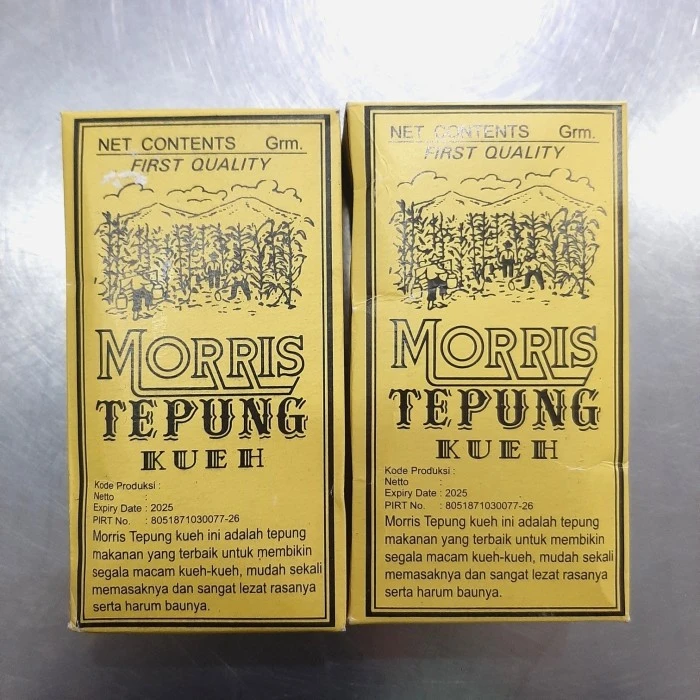 NET CONTENTS Grm.
FIRST QUALITY
MORRIS
TEPUNG
KUEH
Kode Produksi :
Netto :
Expiry Date : 2025
PIRT No. : 8051871030077-26
Morris Tepung kueh ini adalah tepung
makanan yang terbaik untuk membikin
segala macam kueh-kueh, mudah sekali
memasaknya dan sangat lezat rasanya
serta harum baunya.
NET CONTENTS Grm.
FIRST QUALITY
MORRIS
TEPUNG
KUEH
Kode Produksi :
Netto :
Expiry Date : 2025
PIRT No. : 8051871030077-26
Morris Tepung kueh ini adalah tepung
makanan yang terbaik untuk membikin
segala macam kueh-kueh, mudah sekali
memasaknya dan sangat lezat rasanya
serta harum baunya.